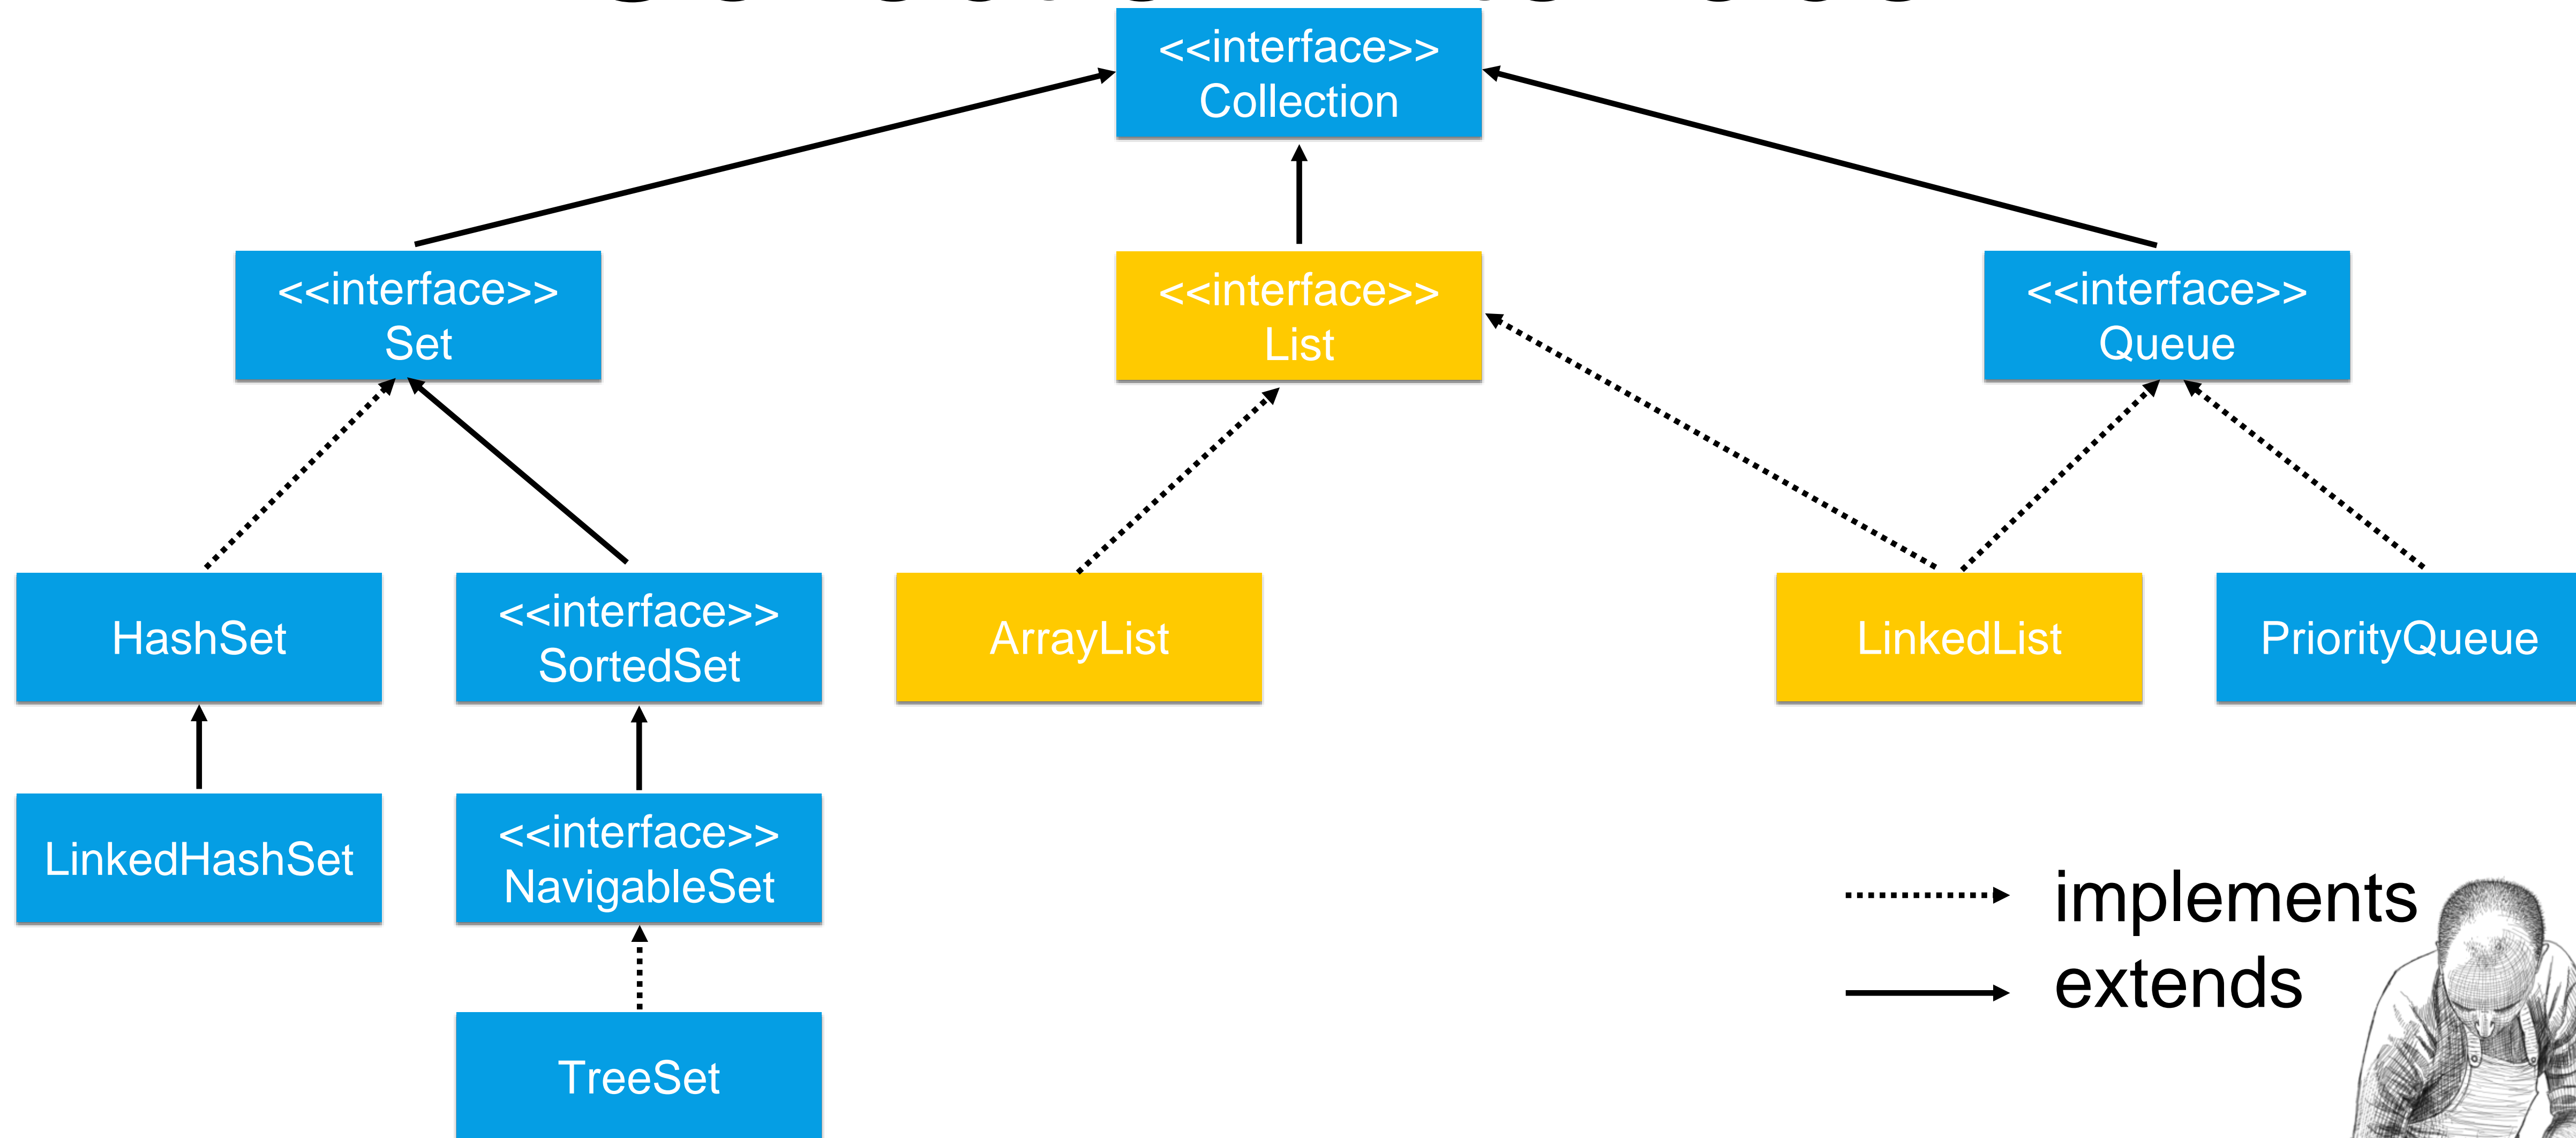 <<interface>>
Collection
<<interface>>
Set
<<interface>>
List
<<interface>>
Queue
HashSet
<<interface>>
SortedSet
ArrayList
LinkedList
PriorityQueue
LinkedHashSet
<<interface>>
NavigableSet
implements
extends
TreeSet